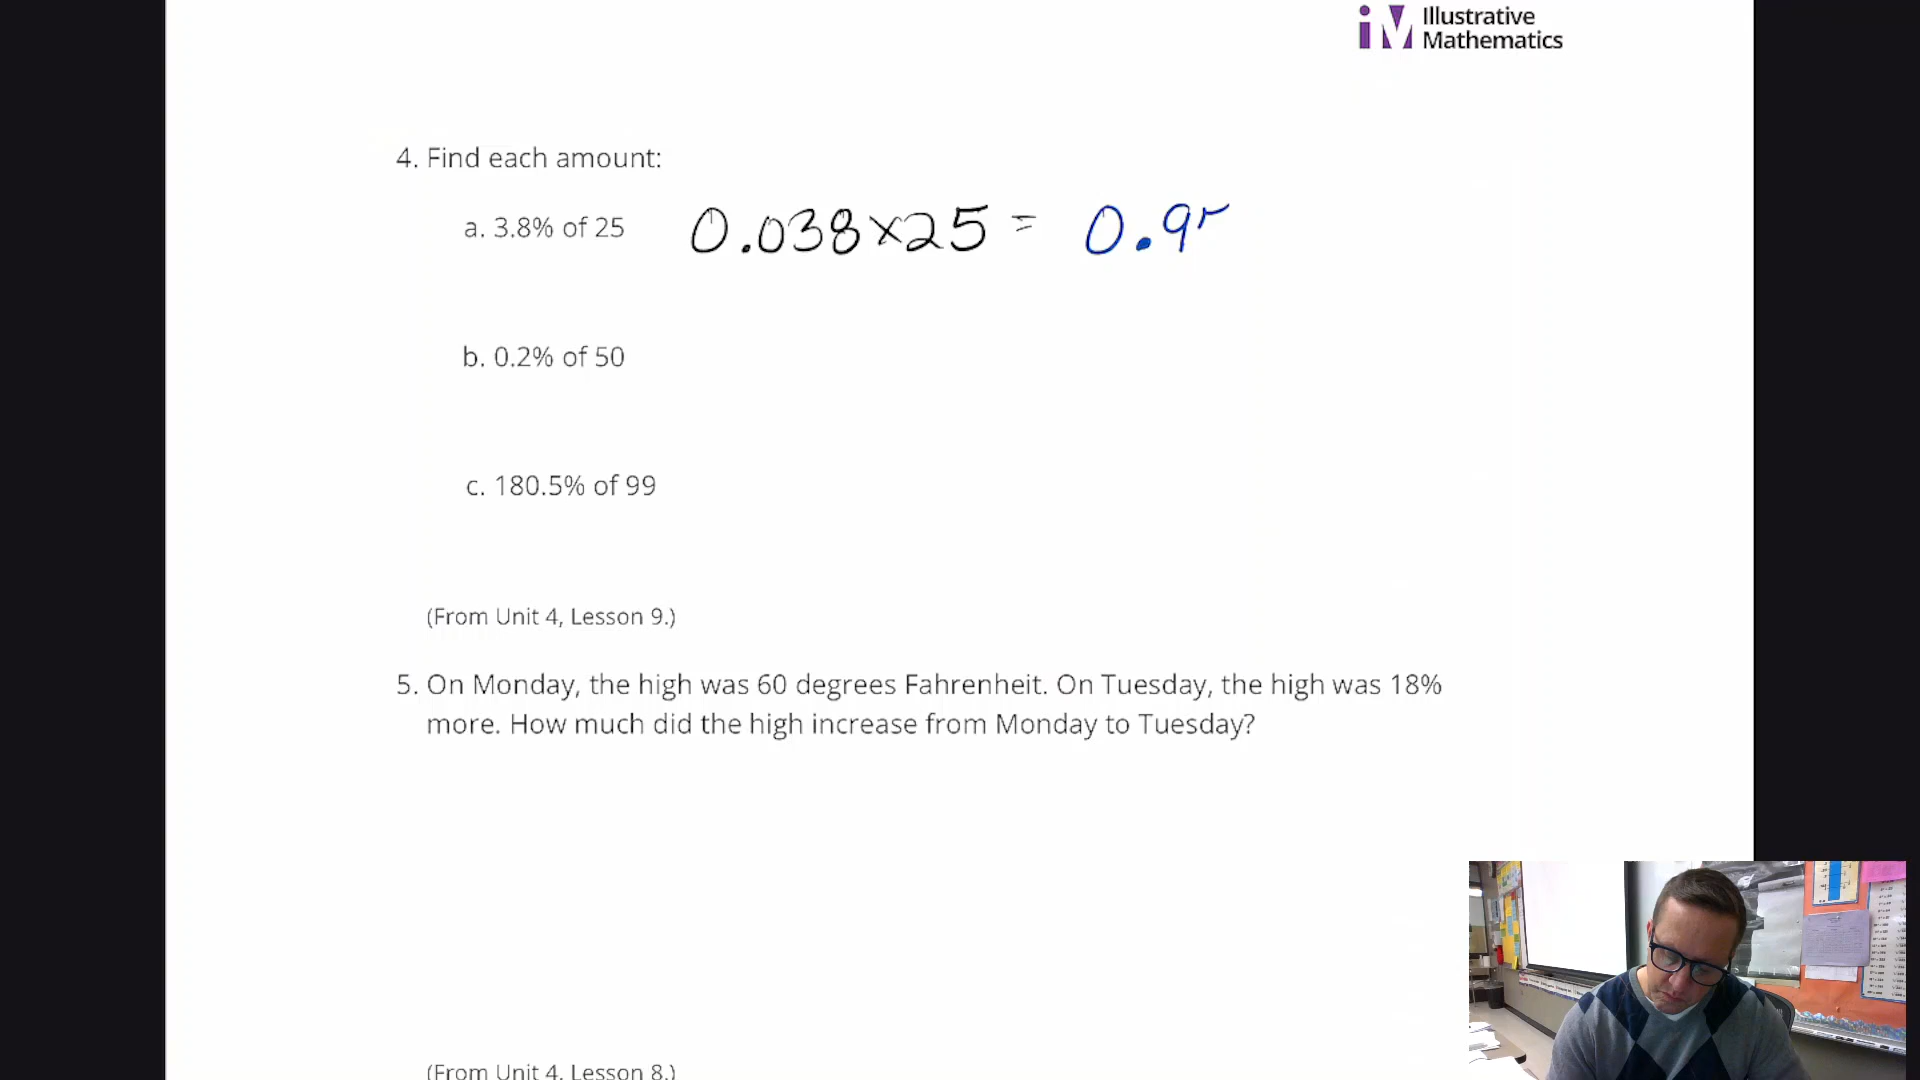 Illustrative
Mathematics
4. Find each amount:
a. 3.8% of 25 0.038×25 = 0.9
b. 0.2% of 50
c. 180.5% of 99
(From Unit 4, Lesson 9.)
5. On Monday, the high was 60 degrees Fahrenheit. On Tuesday, the high was 18%
more. How much did the high increase from Monday to Tuesday?
(From Unit 4, Lesson 8.)